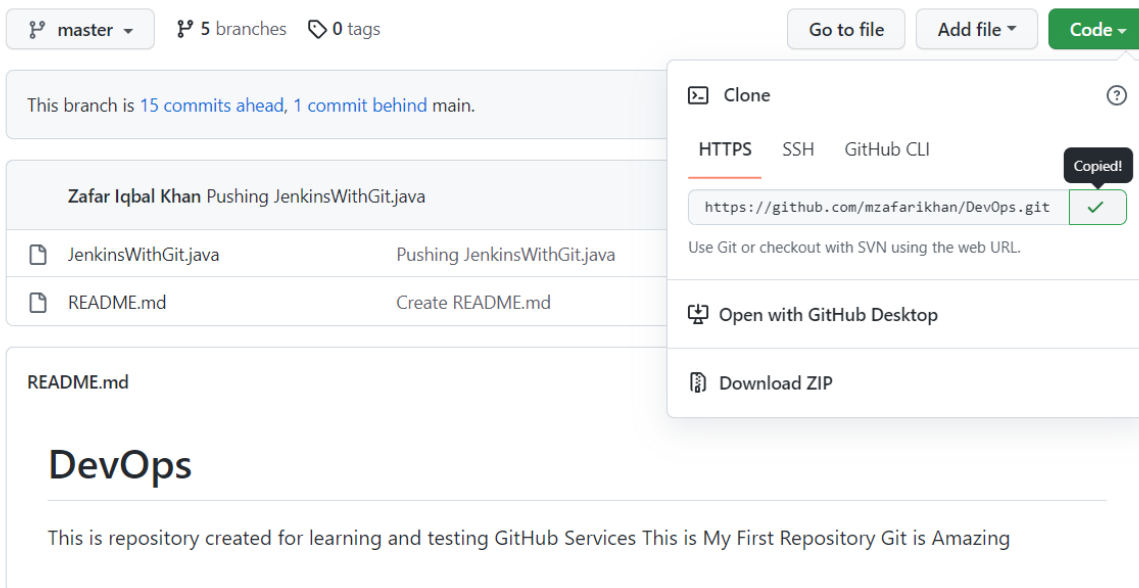 master 5 branches 0 tags Go to file Add file Code
This branch is 15 commits ahead, 1 commit behind main.
Zafar Iqbal Khan Pushing JenkinsWithGit.java
JenkinsWithGit.java Pushing JenkinsWithGit.java
README.md Create README.md
Clone
HTTPS SSH GitHub CLI
Copied!
https://github.com/mzafarikhan/DevOps.git
Use Git or checkout with SVN using the web URL.
Open with GitHub Desktop
Download ZIP
README.md
DevOps
This is repository created for learning and testing GitHub Services This is My First Repository Git is Amazing